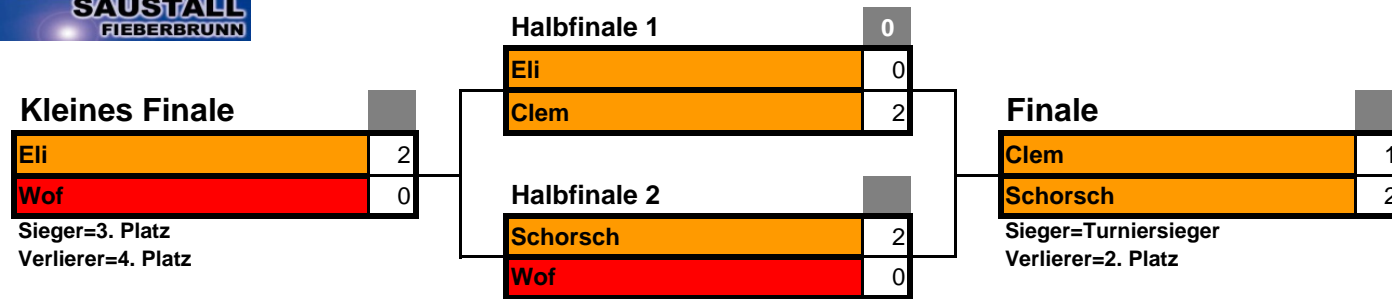 SAUSTALL
FIEBERBRUNN
Halbfinale 1 0
Eli 0
Clem 2
Kleines Finale
Eli 2
Wof 0
Sieger=3. Platz
Verlierer=4. Platz
Halbfinale 2
Schorsch 2
Wof 0
Finale
Clem 1
Schorsch 2
Sieger=Turniersieger
Verlierer=2. Platz